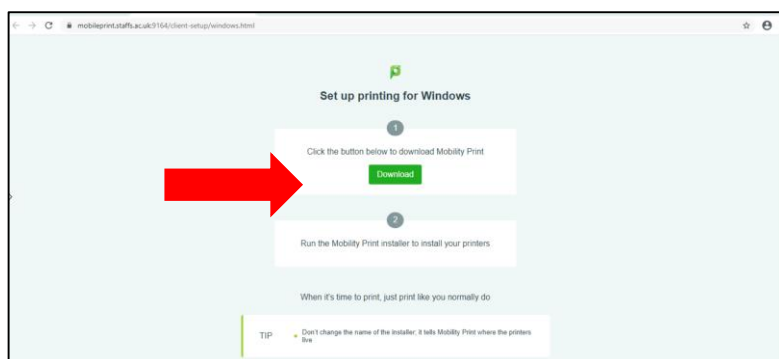 mobileprint.staffs.ac.uk:9164/client-setup/windows.html
Set up printing for Windows
1
Click the button below to download Mobility Print
Download
2
Run the Mobility Print installer to install your printers
When it's time to print, just print like you normally do
TIP
Don't change the name of the installer; it tells Mobility Print where the printers
live